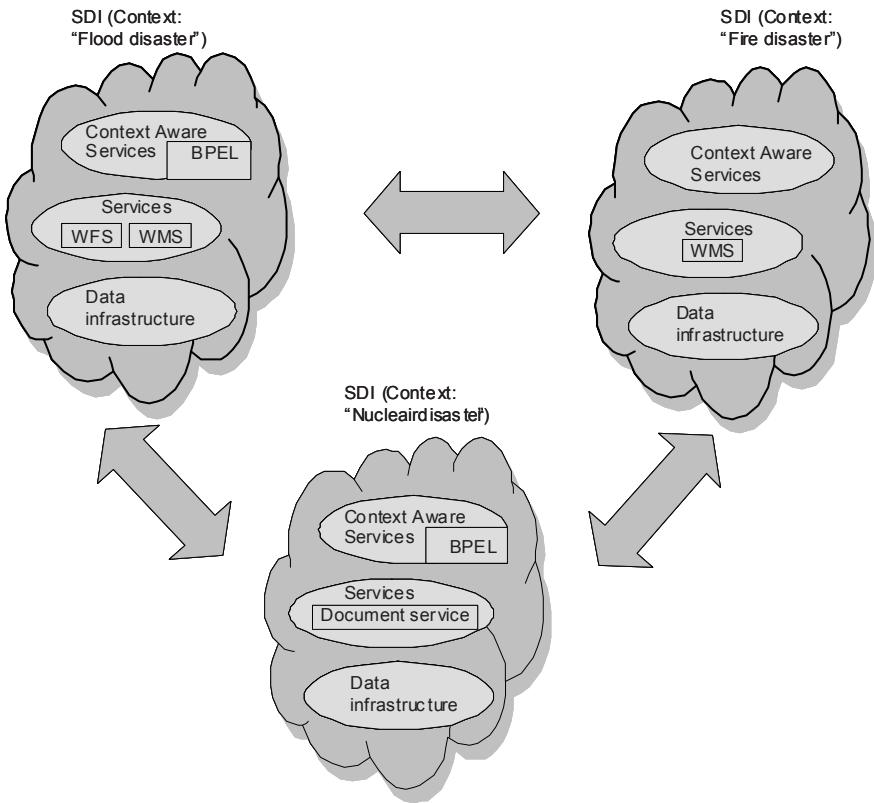 SDI (Context:
“Flood disaster”)
Context Aware
Services
BPEL
Services
WFS
WMS
Data
infrastructure
SDI (Context:
“Fire disaster”)
Context Aware
Services
Services
WMS
Data
infrastructure
SDI (Context:
“Nucleairdisaster”)
Context Aware
Services
BPEL
Services
Document service
Data
infrastructure